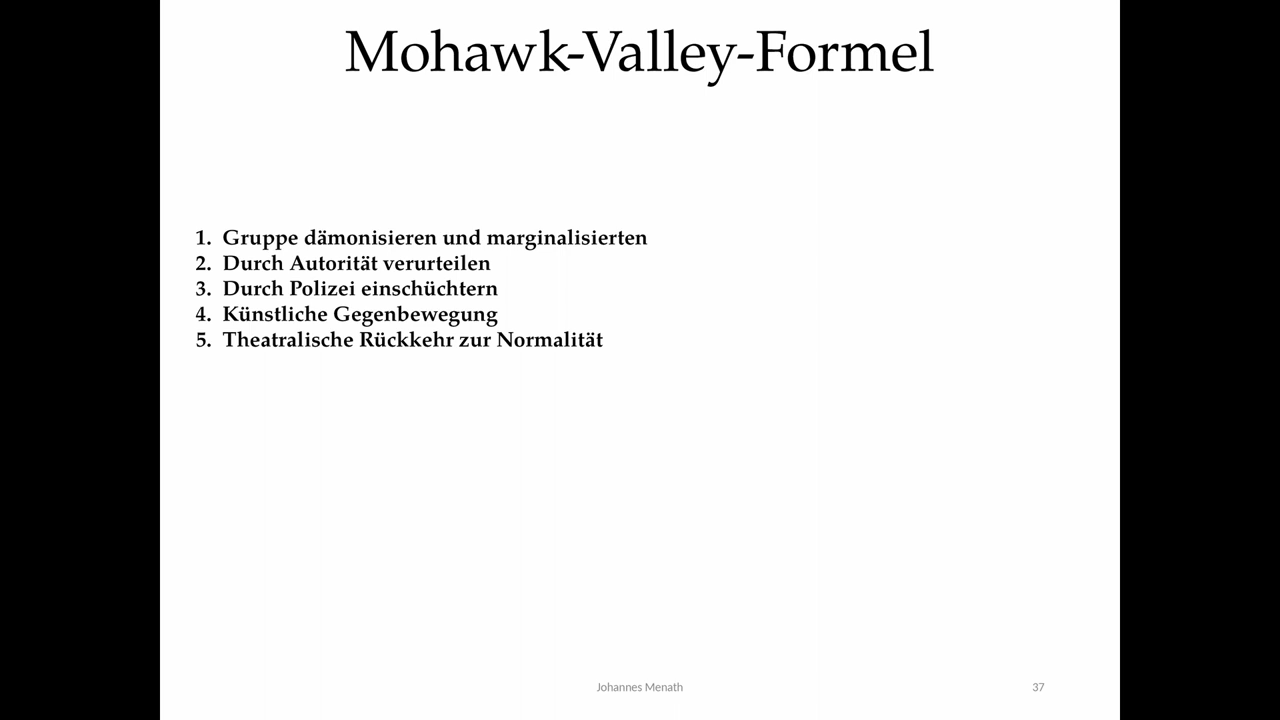 Mohawk-Valley-Formel
1. Gruppe dämonisieren und marginalisierten
2. Durch Autorität verurteilen
3. Durch Polizei einschüchtern
4. Künstliche Gegenbewegung
5. Theatralische Rückkehr zur Normalität
Johannes Menath
37